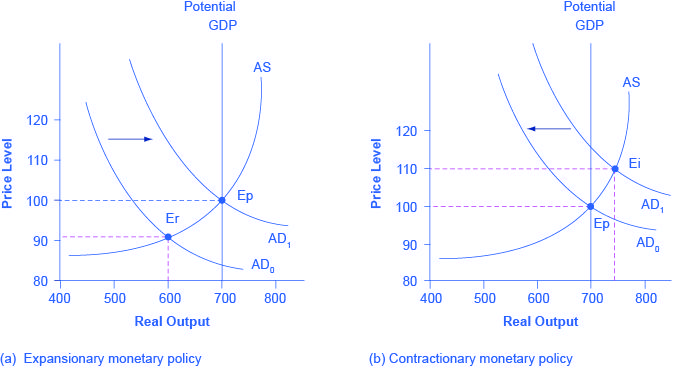 Potential
GDP
AS
120
110
100
90
80
Price Level
Ep
Er
AD1
AD0
400
500
600
700
800
Real Output
(a) Expansionary monetary policy
Potential
GDP
AS
120
110
100
90
80
Price Level
Ei
Ep
AD1
AD0
400
500
600
700
800
Real Output
(b) Contractionary monetary policy